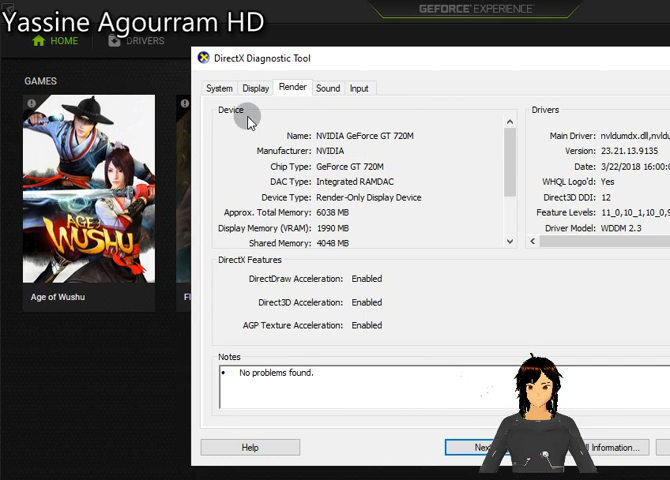 Yassine Agourram HD
GEFORCE EXPERIENCE
HOME
DRIVERS
GAMES
AGE OF
WUSHU
Age of Wushu
DirectX Diagnostic Tool
System
Display
Render
Sound
Input
Device
Name: NVIDIA GeForce GT 720M
Manufacturer: NVIDIA
Chip Type: GeForce GT 720M
DAC Type: Integrated RAMDAC
Device Type: Render-Only Display Device
Approx. Total Memory: 6038 MB
Display Memory (VRAM): 1990 MB
Shared Memory: 4048 MB
Drivers
Main Driver: nvldumdx.dll,nvldu
Version: 23.21.13.9135
Date: 3/22/2018 16:00:0
WHQL Logo'd: Yes
Direct3D DDI: 12
Feature Levels: 11_0,10_1,10_0,9
Driver Model: WDDM 2.3
DirectX Features
DirectDraw Acceleration: Enabled
Direct3D Acceleration: Enabled
AGP Texture Acceleration: Enabled
Notes
• No problems found.
Help
Information...